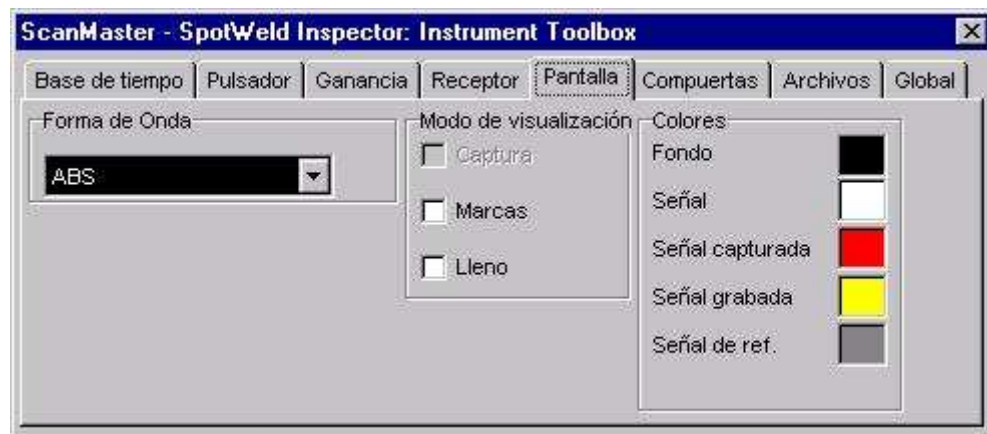 ScanMaster - SpotWeld Inspector: Instrument Toolbox
Base de tiempo Pulsador Ganancia Receptor Pantalla Compuertas Archivos Global
Forma de Onda
ABS
Modo de visualización
Captura
Marcas
Lleno
Colores
Fondo
Señal
Señal capturada
Señal grabada
Señal de ref.